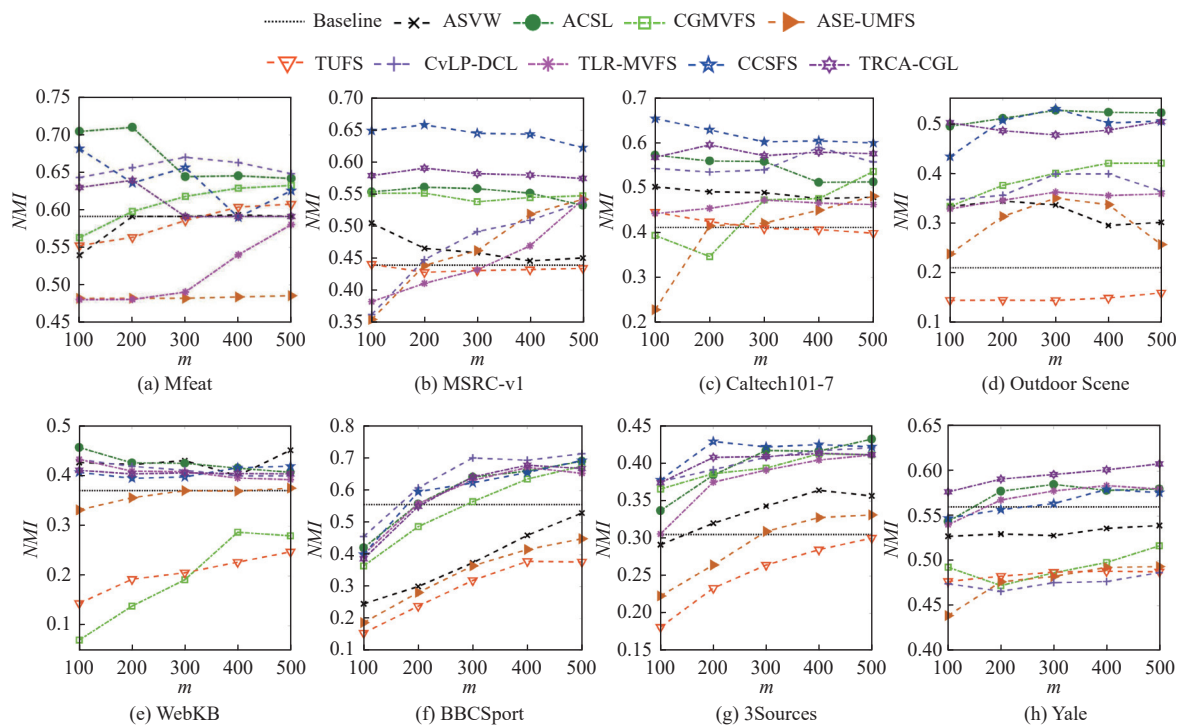 Baseline ASVW ACSL CGMVFS ASE-UMFS
TUFS CvLP-DCL TLR-MVFS CCSFS TRCA-CGL
0.75
0.70
0.65
0.60
0.55
0.50
0.45
NMI
100 200 300 400 500
m
(a) Mfeat
0.75
0.70
0.65
0.60
0.55
0.50
0.45
0.40
0.35
NMI
100 200 300 400 500
m
(b) MSRC-v1
0.7
0.6
0.5
0.4
0.3
0.2
NMI
100 200 300 400 500
m
(c) Caltech101-7
0.5
0.4
0.3
0.2
0.1
NMI
100 200 300 400 500
m
(d) Outdoor Scene
0.5
0.4
0.3
0.2
0.1
NMI
100 200 300 400 500
m
(e) WebKB
0.8
0.7
0.6
0.5
0.4
0.3
0.2
0.1
NMI
100 200 300 400 500
m
(f) BBCSport
0.45
0.40
0.35
0.30
0.25
0.20
0.15
NMI
100 200 300 400 500
m
(g) 3Sources
0.65
0.60
0.55
0.50
0.45
0.40
NMI
100 200 300 400 500
m
(h) Yale